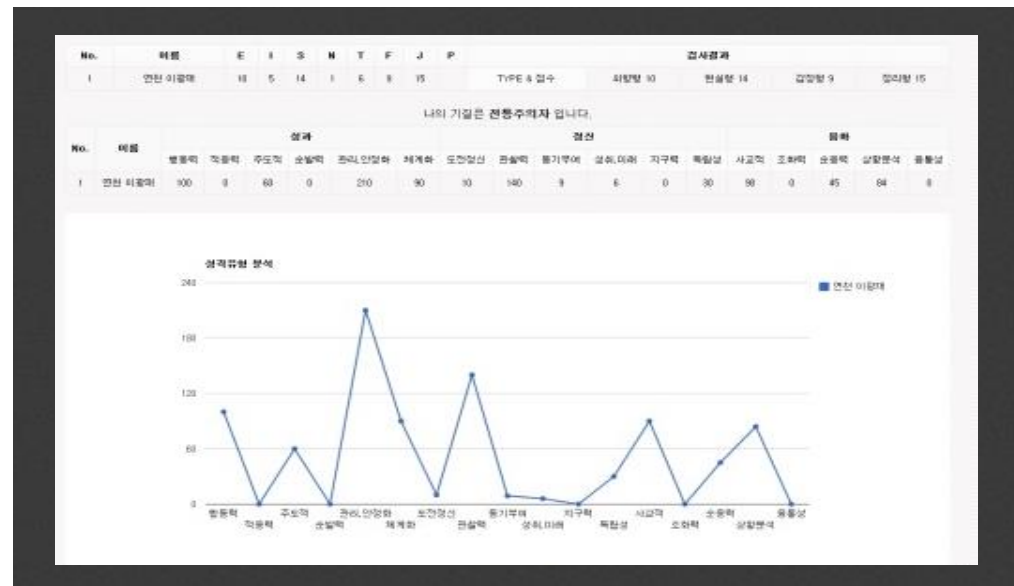 No. 이름 E I S N T F J P 검사결과
1 연천 이광재 10 5 14 1 6 9 15 TYPE & 점수 외향형 10 현실형 14 감정형 9 정리형 15
나의 기질은 전통주의자 입니다.
No. 이름 성과 정신 융화
행동력 적응력 주도적 순발력 관리,안정화 체계화 도전정신 관찰력 동기부여 성취,미래 지구력 독립성 사교적 조화력 순응력 상황분석 융통성
1 연천 이광재 100 0 60 0 210 90 10 140 9 6 0 30 90 0 45 84 0
성격유형 분석
240
연천 이광재
180
120
60
0
행동력 주도적 관리,안정화 도전정신 동기부여 지구력 사교적 순응력 융통성
적응력 순발력 체계화 관찰력 성취,미래 독립성 조화력 상황분석